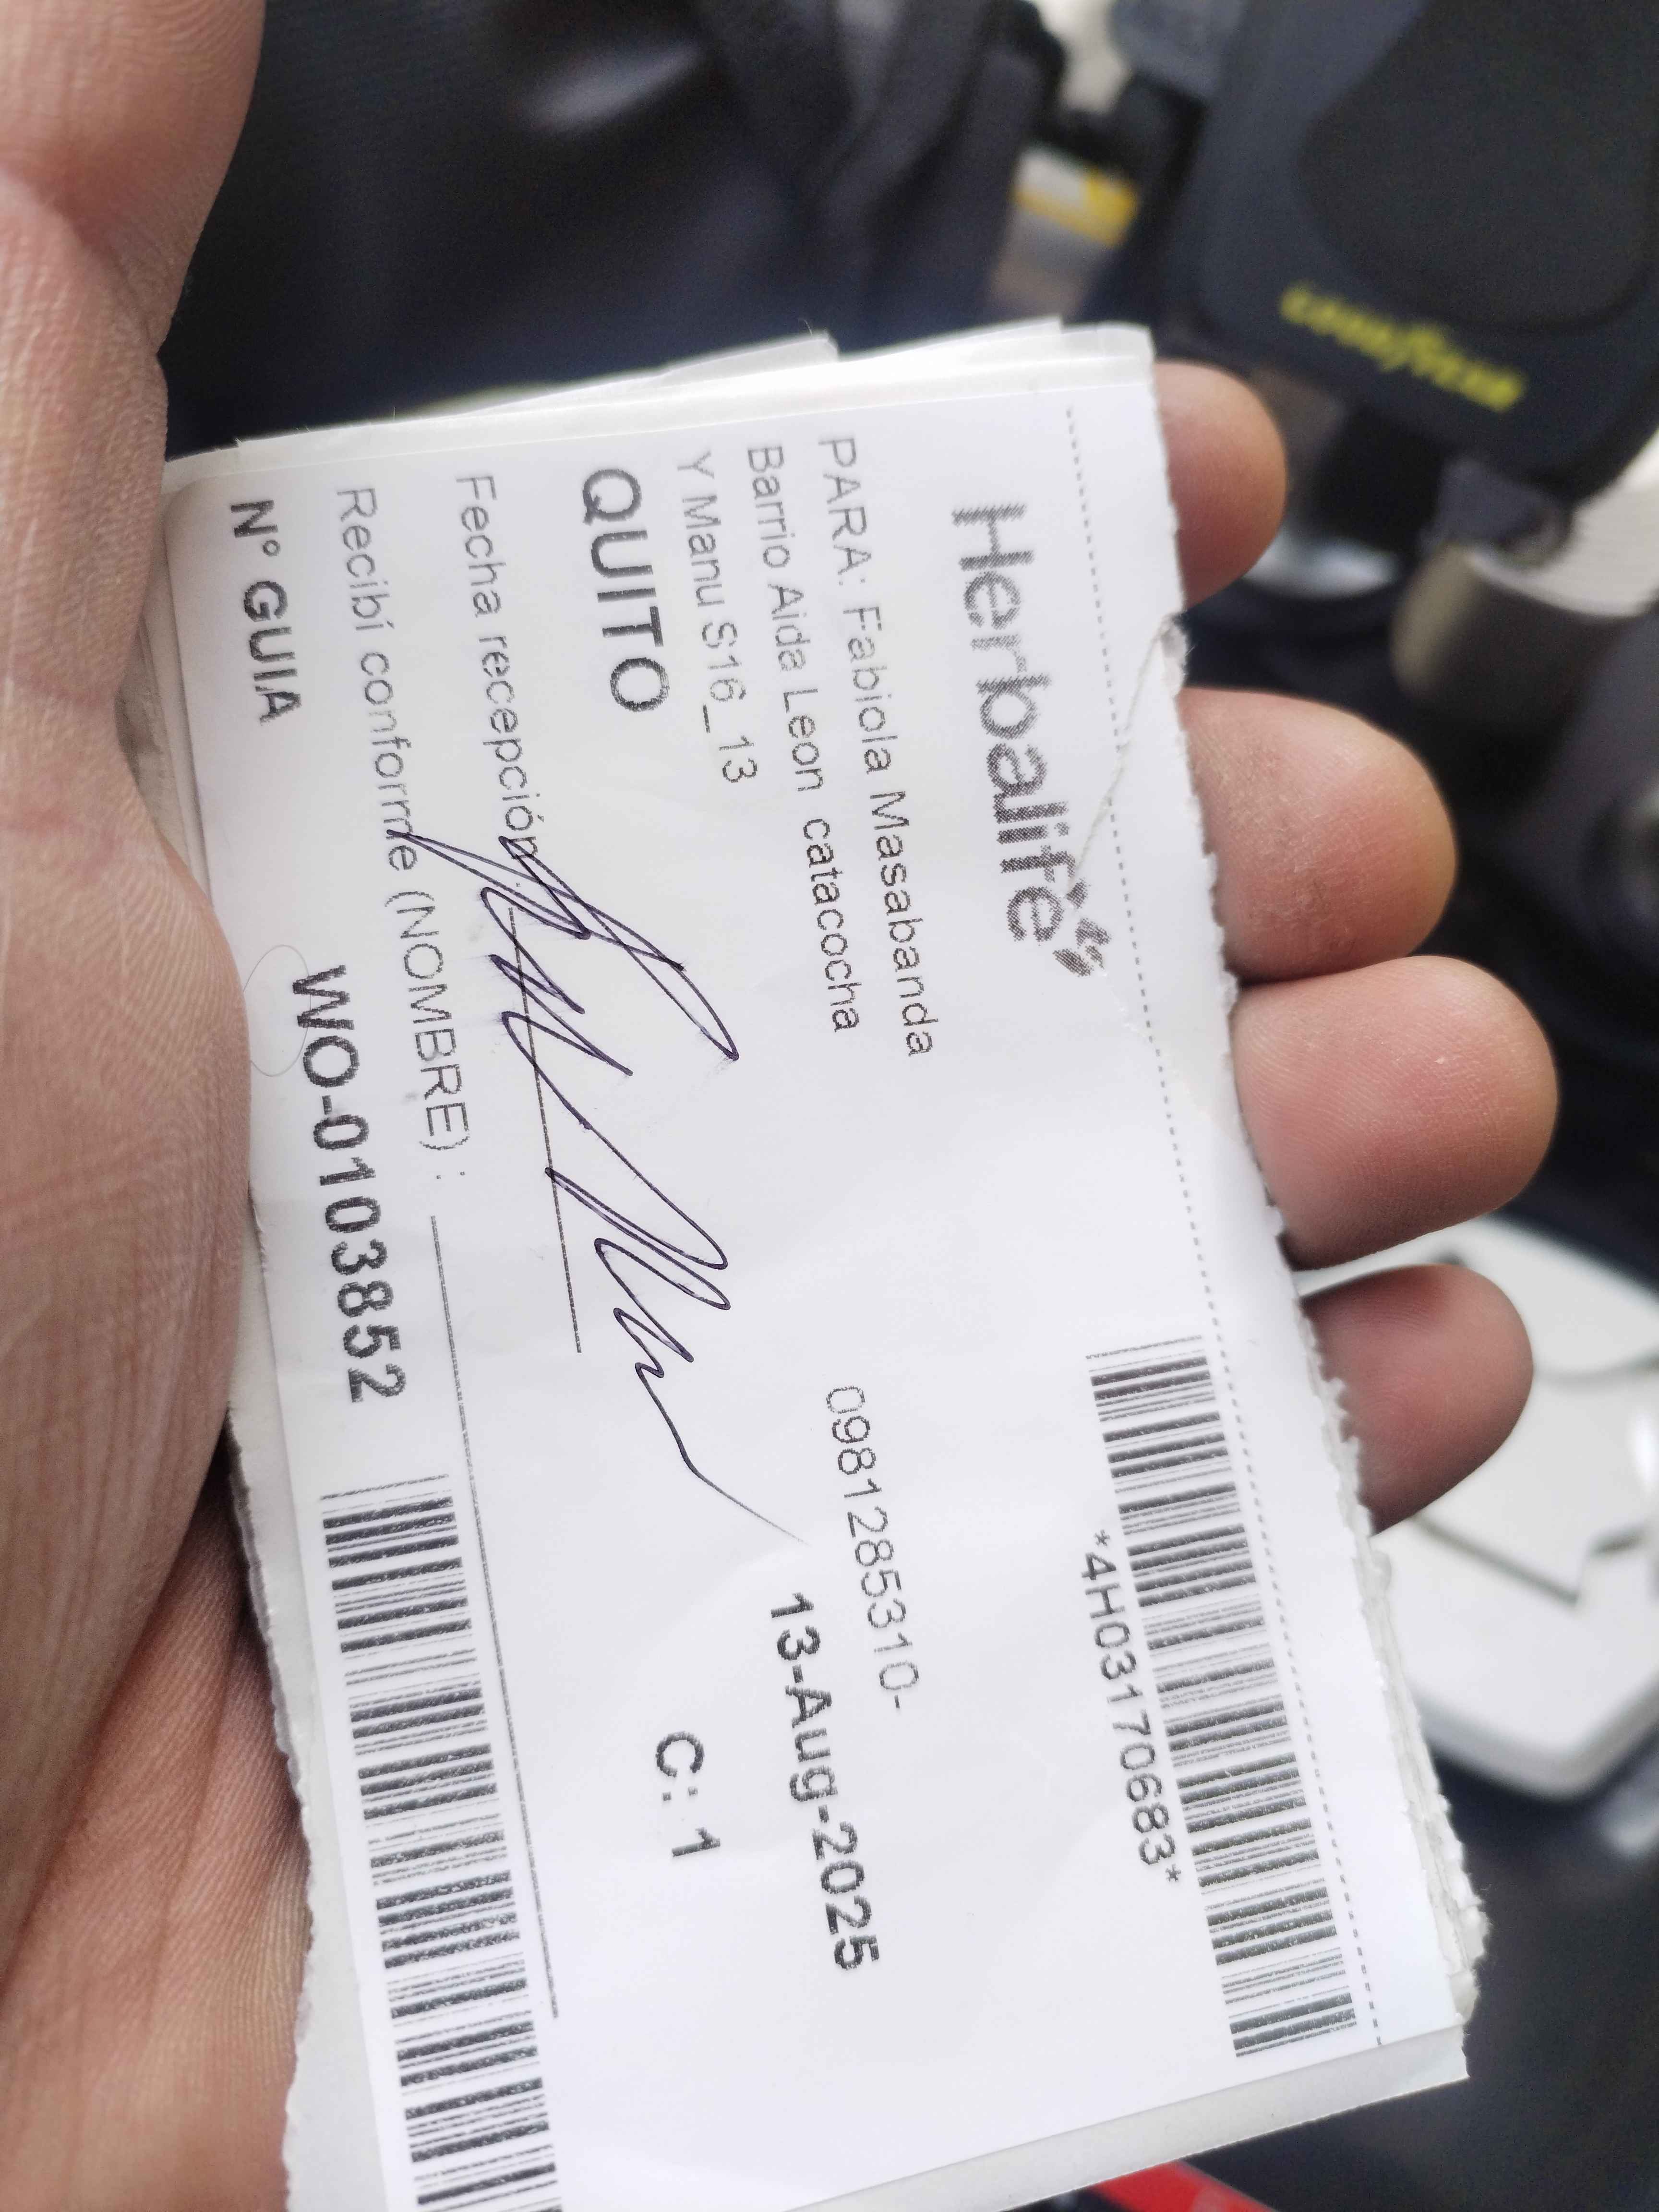 Herbalife
*4H03170683*
PARA: Fabiola Masabanda
0981285310-
Barrio Aida Leon catacocha
Y Manu S16_13
13-Aug-2025
QUITO
C: 1
Fecha recepción
Recibí conforme (NOMBRE) :
N° GUIA
WO-0103852
GOODYEAR